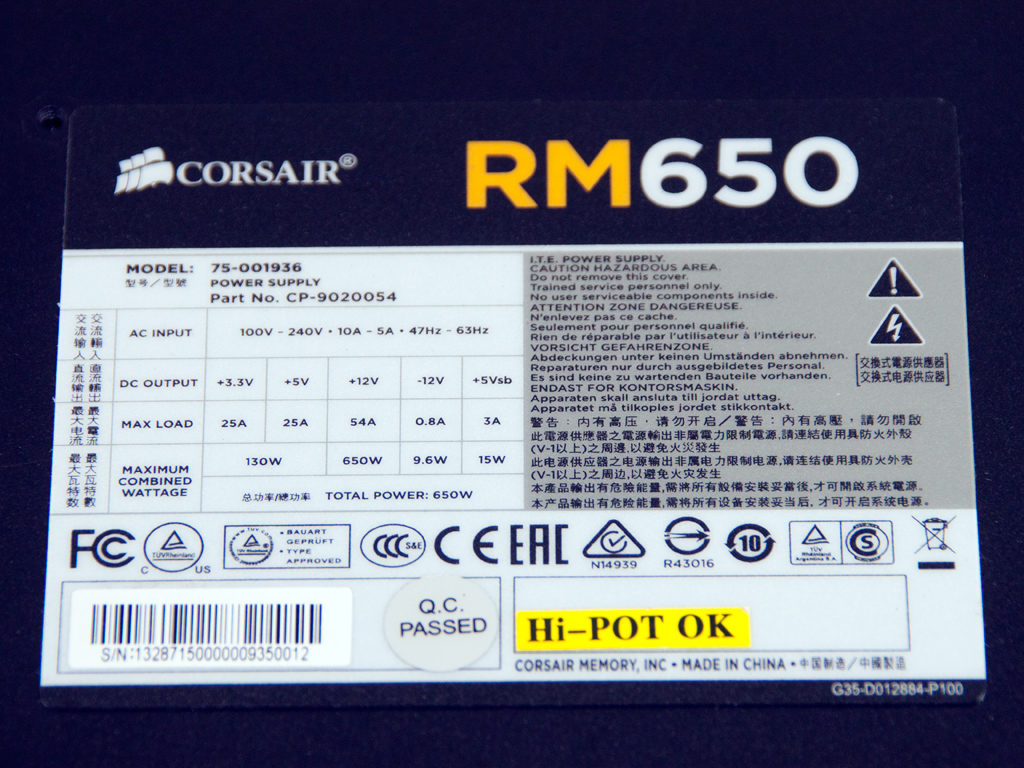 CORSAIR®
RM650
MODEL: 75-001936
型号／型號 POWER SUPPLY
Part No. CP-9020054
交流输入 交流輸入 AC INPUT 100V - 240V • 10A - 5A • 47Hz - 63Hz
直流输出 直流輸出 DC OUTPUT +3.3V +5V +12V -12V +5Vsb
最大电流 最大電流 MAX LOAD 25A 25A 54A 0.8A 3A
最大瓦特数 最大瓦特數 MAXIMUM COMBINED WATTAGE 130W 650W 9.6W 15W
总功率/總功率 TOTAL POWER: 650W
I.T.E. POWER SUPPLY.
CAUTION HAZARDOUS AREA.
Do not remove this cover.
Trained service personnel only.
No user serviceable components inside.
ATTENTION ZONE DANGEREUSE.
N'enlevez pas ce cache.
Seulement pour personnel qualifié.
Rien de réparable par l'utilisateur à l'intérieur.
VORSICHT GEFAHRENZONE.
Abdeckungen unter keinen Umständen abnehmen.
Reparaturen nur durch ausgebildetes Personal.
Es sind keine zu wartenden Bauteile vorhanden.
ENDAST FOR KONTORSMASKIN.
Apparaten skall ansluta till jordat uttag.
Apparatet må tilkoples jordet stikkontakt.
警告：内有高压，请勿开启／警告：內有高壓，請勿開啟
此電源供應器之電源輸出非屬電力限制電源,請連結使用具防火外殼
(V-1以上)之周邊,以避免火災發生
此电源供应器之电源输出非属电力限制电源,请连结使用具防火外壳
(V-1以上)之周边,以避免火灾发生
本產品輸出有危險能量,需將所有設備安裝妥當後,才可開啟系統電源。
本产品输出有危险能量,需将所有设备安装妥当后,才可开启系统电源。
交換式電源供應器
交换式电源供应器
FC
TÜVRheinland
C US
TÜV Rheinland
• BAUART
GEPRÜFT
• TYPE
APPROVED
CCC S&E
CE
EAC
N14939
R43016
10
TÜV
Rheinland
Argentina S.A.
S
S/N:13287150000009350012
Q.C.
PASSED
Hi-POT OK
CORSAIR MEMORY, INC • MADE IN CHINA • 中国制造／中國製造
G35-D012884-P100